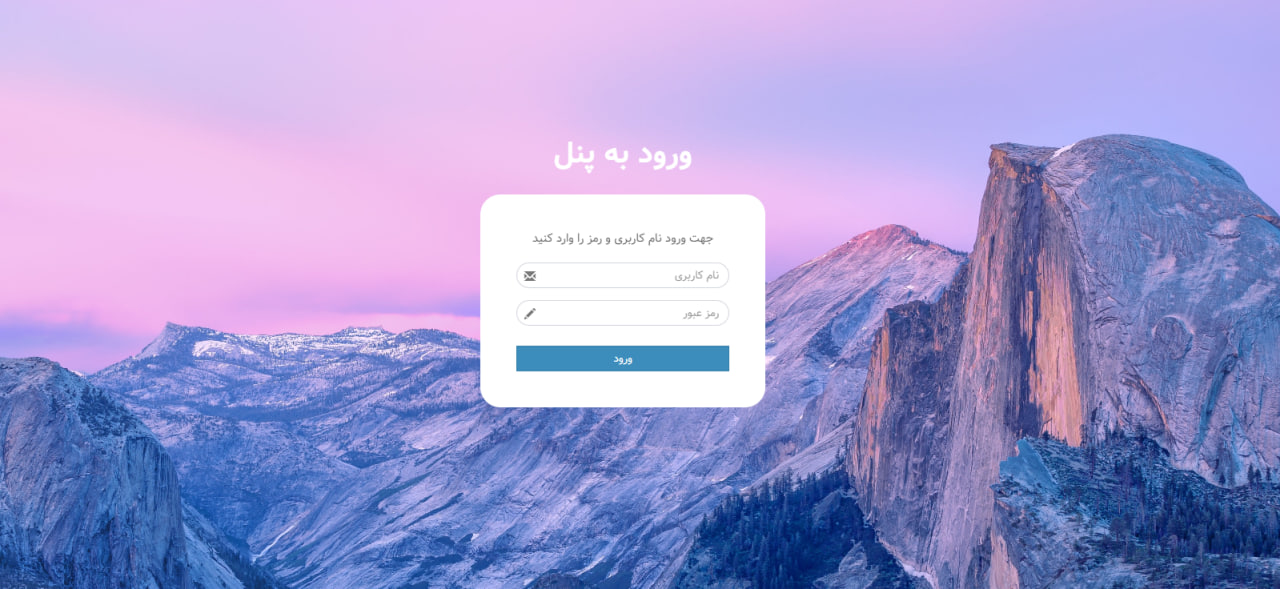 ورود به پنل
جهت ورود نام کاربری و رمز را وارد کنید
نام کاربری
رمز عبور
ورود